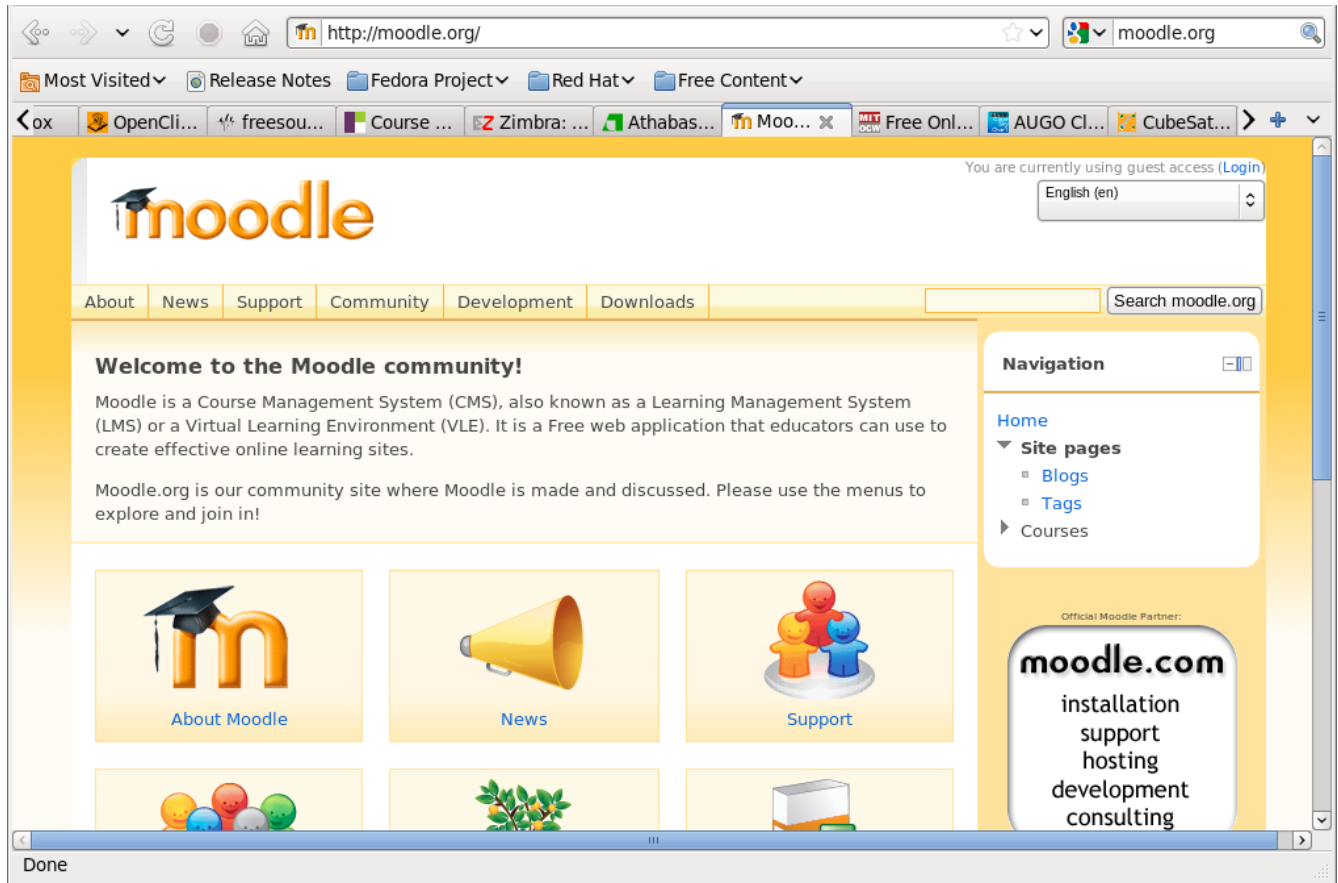 http://moodle.org/
moodle.org
Most Visited
Release Notes
Fedora Project
Red Hat
Free Content
ox
OpenCli...
freesou...
Course ...
Zimbra: ...
Athabas...
Moo...
MIT OCW
Free Onl...
AUGO Cl...
CubeSat...
You are currently using guest access (Login)
moodle
English (en)
About News Support Community Development Downloads
Search moodle.org
Welcome to the Moodle community!
Moodle is a Course Management System (CMS), also known as a Learning Management System
(LMS) or a Virtual Learning Environment (VLE). It is a Free web application that educators can use to
create effective online learning sites.
Moodle.org is our community site where Moodle is made and discussed. Please use the menus to
explore and join in!
Navigation
Home
Site pages
Blogs
Tags
Courses
About Moodle
News
Support
Official Moodle Partner:
moodle.com
installation
support
hosting
development
consulting
Done